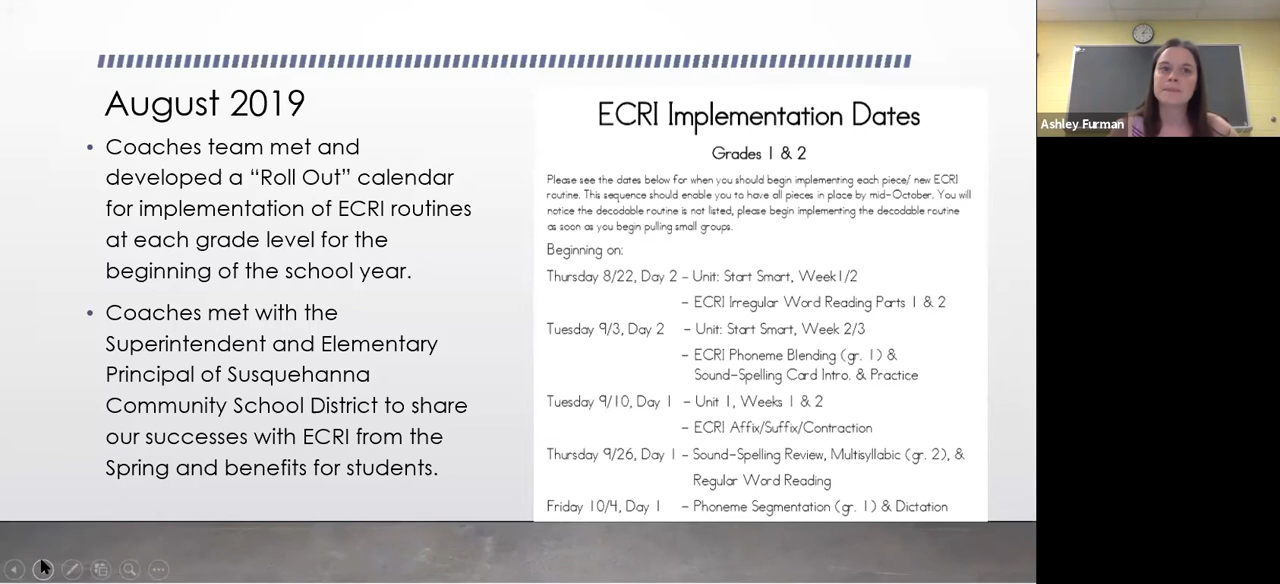 August 2019
• Coaches team met and
developed a “Roll Out” calendar
for implementation of ECRI routines
at each grade level for the
beginning of the school year.
• Coaches met with the
Superintendent and Elementary
Principal of Susquehanna
Community School District to share
our successes with ECRI from the
Spring and benefits for students.
ECRI Implementation Dates
Grades 1 & 2
Please see the dates below for when you should begin implementing each piece/ new ECRI
routine. This sequence should enable you to have all pieces in place by mid-October. You will
notice the decodable routine is not listed, please begin implementing the decodable routine
as soon as you begin pulling small groups.
Beginning on:
Thursday 8/22, Day 2 - Unit: Start Smart, Week1/2
- ECRI Irregular Word Reading Parts 1 & 2
Tuesday 9/3, Day 2 - Unit: Start Smart, Week 2/3
- ECRI Phoneme Blending (gr. 1) &
Sound-Spelling Card Intro. & Practice
Tuesday 9/10, Day 1 - Unit 1, Weeks 1 & 2
- ECRI Affix/Suffix/Contraction
Thursday 9/26, Day 1 - Sound-Spelling Review, Multisyllabic (gr. 2), &
Regular Word Reading
Friday 10/4, Day 1 - Phoneme Segmentation (gr. 1) & Dictation
Ashley Furman